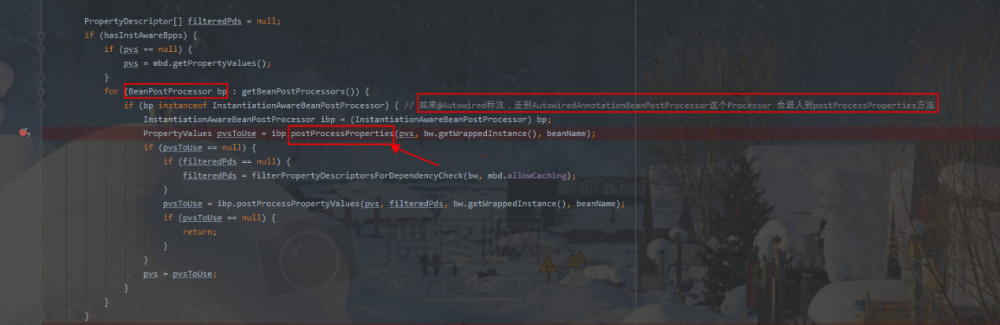 PropertyDescriptor[] filteredPds = null;
if (hasInstAwareBpps) {
if (pvs == null) {
pvs = mbd.getPropertyValues();
}
for (BeanPostProcessor bp : getBeanPostProcessors()) {
if (bp instanceof InstantiationAwareBeanPostProcessor) { // 如果@Autowired标注，走到AutowiredAnnotationBeanPostProcessor这个Processor 会进入到postProcessProperties方法
InstantiationAwareBeanPostProcessor ibp = (InstantiationAwareBeanPostProcessor) bp;
PropertyValues pvsToUse = ibp.postProcessProperties(pvs, bw.getWrappedInstance(), beanName);
if (pvsToUse == null) {
if (filteredPds == null) {
filteredPds = filterPropertyDescriptorsForDependencyCheck(bw, mbd.allowCaching);
}
pvsToUse = ibp.postProcessPropertyValues(pvs, filteredPds, bw.getWrappedInstance(), beanName);
if (pvsToUse == null) {
return;
}
}
pvs = pvsToUse;
}
}
}
摄图网
699pic.com